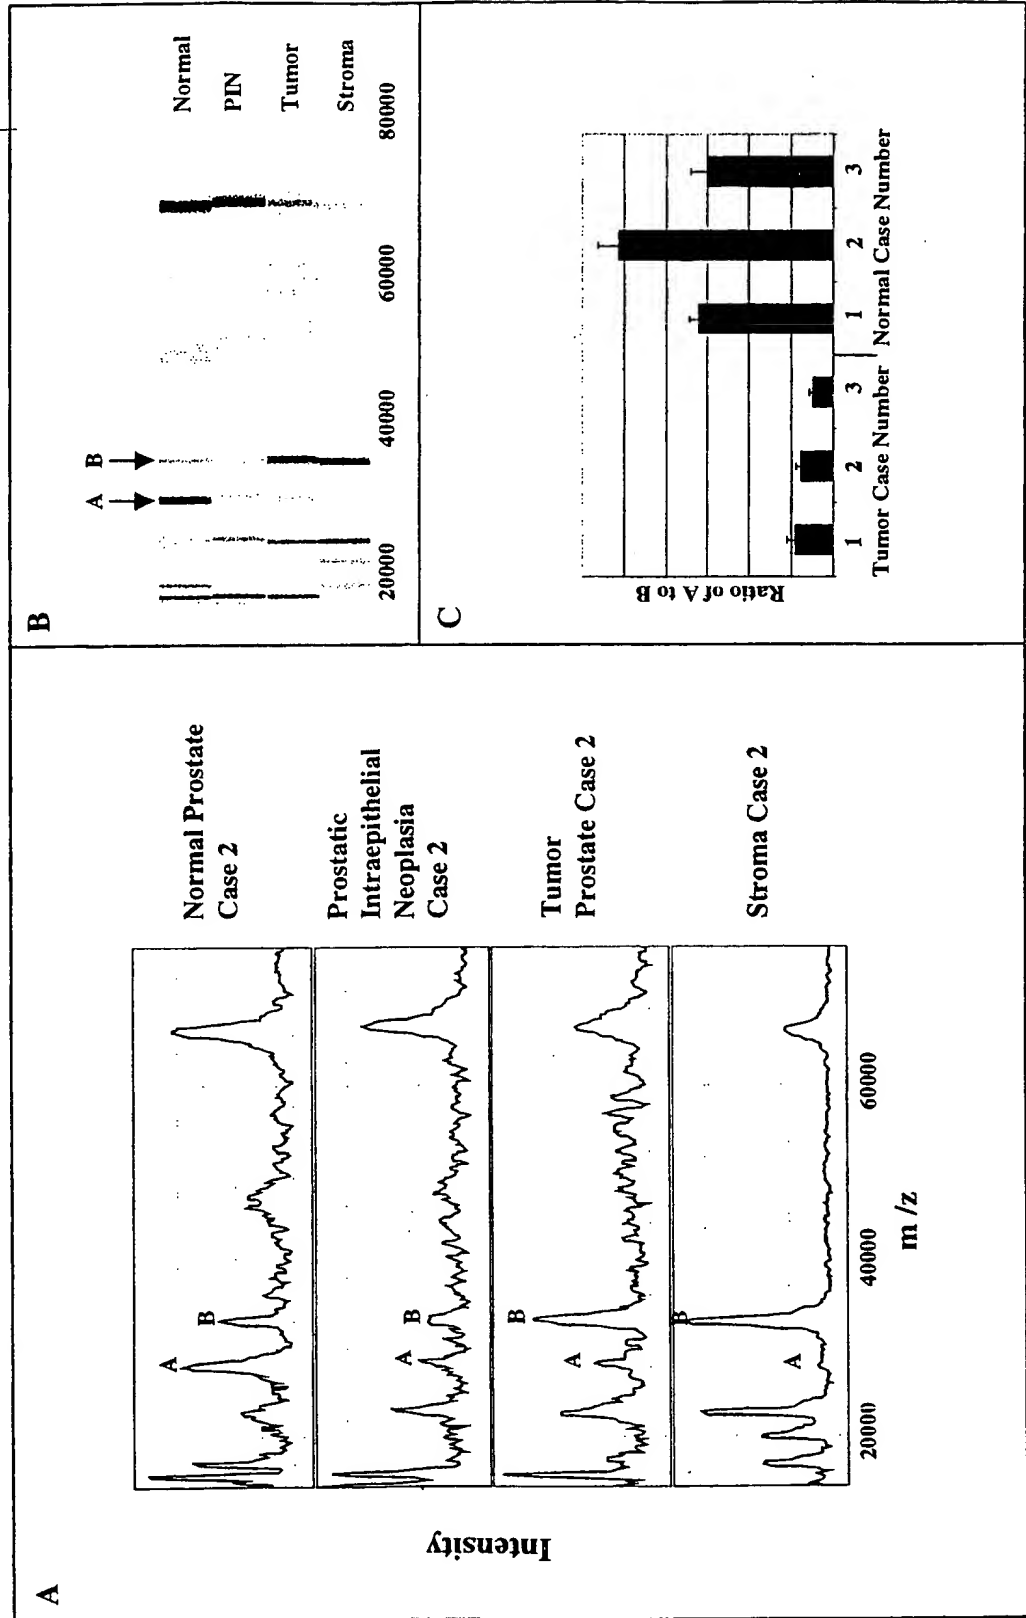 A
Intensity
A
B
Normal Prostate
Case 2
A
B
Prostatic
Intraepithelial
Neoplasia
Case 2
A
B
Tumor
Prostate Case 2
A
B
Stroma Case 2
20000
40000
60000
m /z
B
A
B
Normal
PIN
Tumor
Stroma
20000
40000
60000
80000
C
Ratio of A to B
1
2
3
1
2
3
Tumor Case Number
Normal Case Number